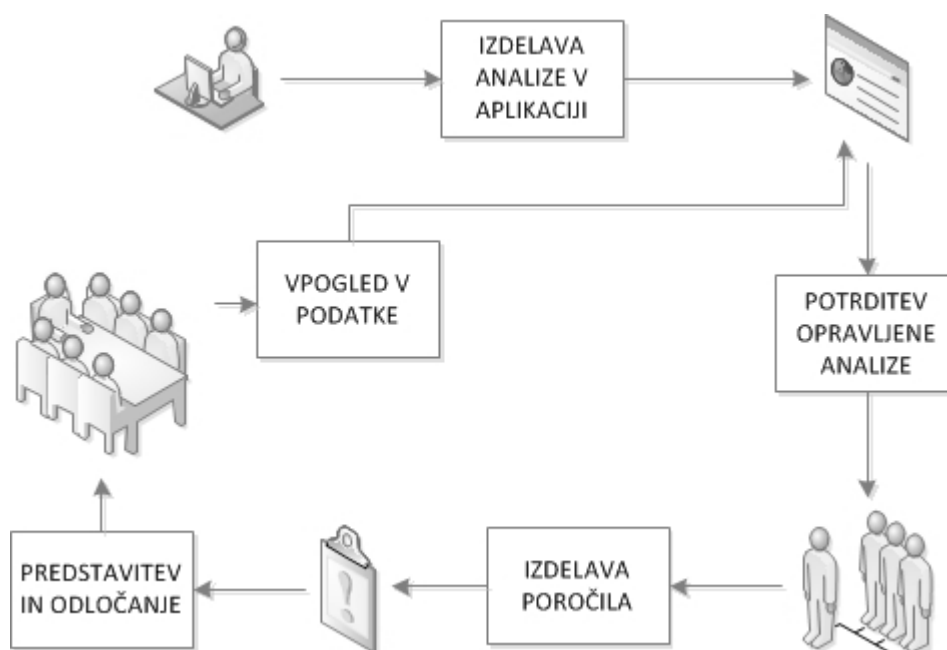 IZDELAVA
ANALIZE V
APLIKACIJI
VPOGLED V
PODATKE
POTRDITEV
OPRAVLJENE
ANALIZE
IZDELAVA
POROČILA
PREDSTAVITEV
IN ODLOČANJE